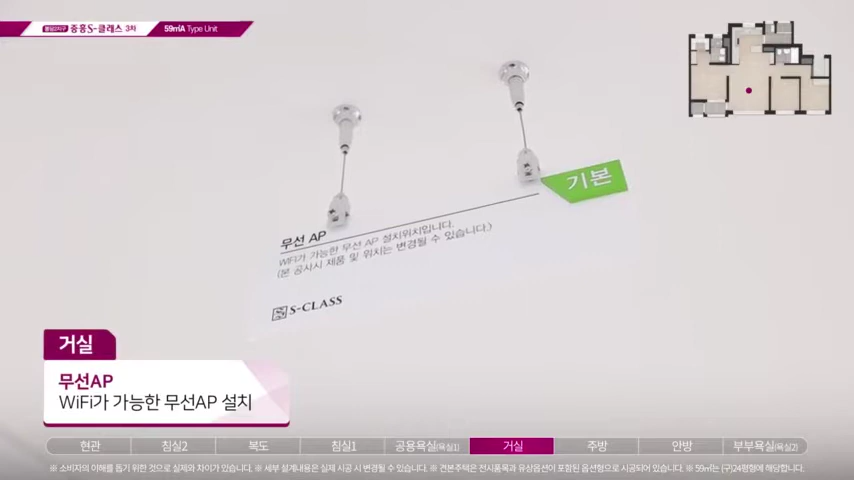 봉담2지구 중흥S-클래스 3차
59㎡A Type Unit
기본
무선 AP
WiFi가 가능한 무선 AP 설치위치입니다.
(본 공사시 제품 및 위치는 변경될 수 있습니다.)
S-CLASS
거실
무선AP
WiFi가 가능한 무선AP 설치
현관 침실2 복도 침실1 공용욕실(욕실1) 거실 주방 안방 부부욕실(욕실2)
※ 소비자의 이해를 돕기 위한 것으로 실제와 차이가 있습니다. ※ 세부 설계내용은 실제 시공 시 변경될 수 있습니다. ※ 견본주택은 전시품목과 유상옵션이 포함된 옵션형으로 시공되어 있습니다. ※ 59㎡는 (구)24평형에 해당합니다.